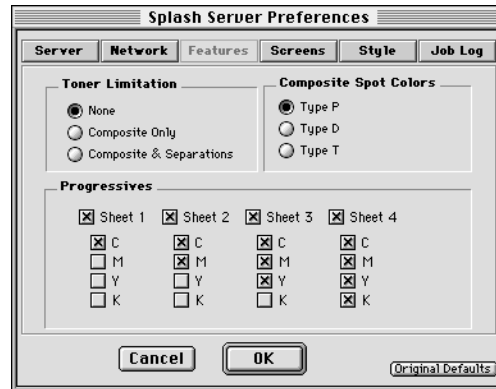 Splash Server Preferences
Server Network Features Screens Style Job Log
Toner Limitation
None
Composite Only
Composite & Separations
Composite Spot Colors
Type P
Type D
Type T
Progressives
Sheet 1 Sheet 2 Sheet 3 Sheet 4
C C C C
M M M M
Y Y Y Y
K K K K
Cancel OK
Original Defaults